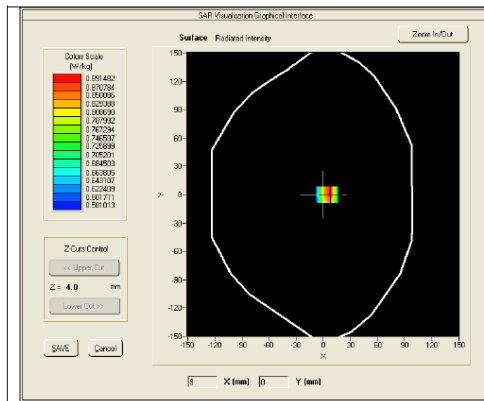 SAR Visualisation Graphical Interface
Surface Radiated Intensity
Zoom In/Out
Colors Scale
(W/kg)
0.891482
0.870784
0.850086
0.829388
0.808690
0.787992
0.767294
0.746597
0.725899
0.705201
0.684503
0.663805
0.643107
0.622409
0.601711
0.581013
Z Cuts Control
<< Upper Cut
Z = 4.0 mm
Lower Cut >>
SAVE Cancel
150
120
90
60
30
0
-30
-60
-90
-120
-150
Y
-150 -120 -90 -60 -30 0 30 60 90 120 150
X
8 X (mm) 0 Y (mm)